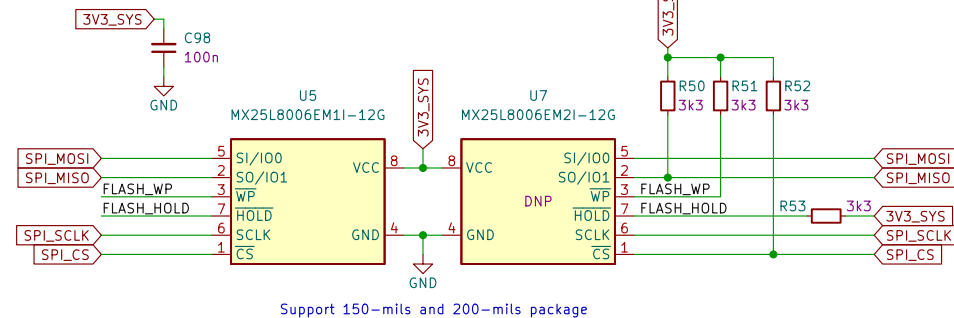 3V3_SYS
C98
100n
GND
3V3_SYS
R50
3k3
R51
3k3
R52
3k3
U5
MX25L8006EM1I-12G
3V3_SYS
U7
MX25L8006EM2I-12G
SPI_MOSI
5
SI/IO0
VCC
8
8
VCC
SI/IO0
5
SPI_MOSI
SPI_MISO
2
SO/IO1
SO/IO1
2
SPI_MISO
FLASH_WP
3
WP
DNP
WP
3
FLASH_WP
FLASH_HOLD
7
HOLD
HOLD
7
FLASH_HOLD
R53
3k3
3V3_SYS
SPI_SCLK
6
SCLK
GND
4
4
GND
SCLK
6
SPI_SCLK
SPI_CS
1
CS
CS
1
SPI_CS
GND
Support 150-mils and 200-mils package